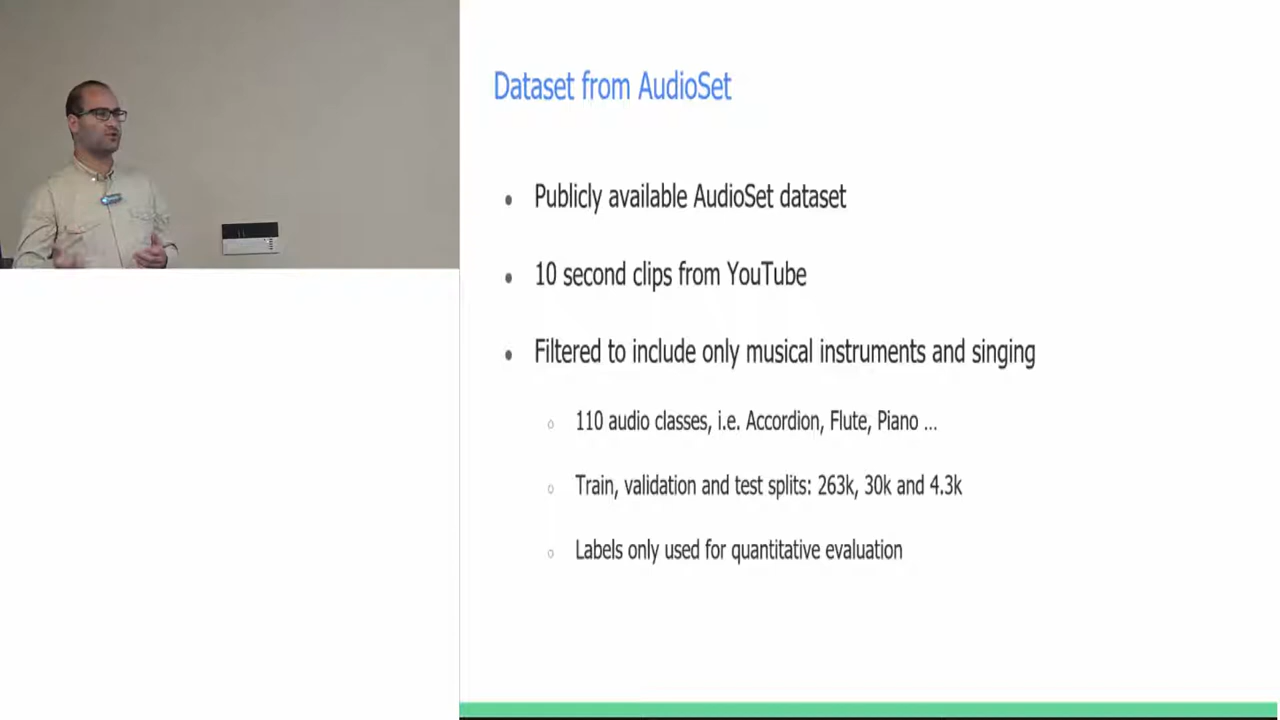 Dataset from AudioSet
• Publicly available AudioSet dataset
• 10 second clips from YouTube
• Filtered to include only musical instruments and singing
o 110 audio classes, i.e. Accordion, Flute, Piano ...
o Train, validation and test splits: 263k, 30k and 4.3k
o Labels only used for quantitative evaluation